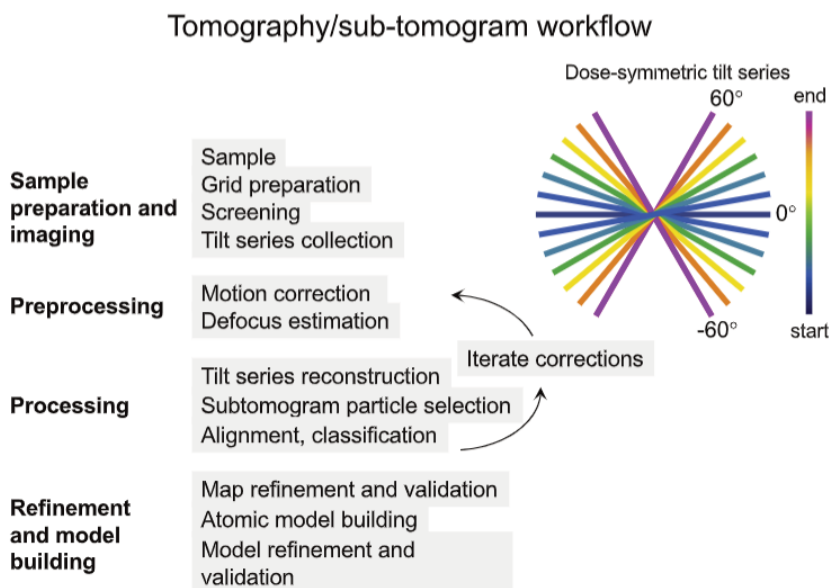 Tomography/sub-tomogram workflow
Dose-symmetric tilt series
60°
end
0°
-60°
start
Sample
preparation and
imaging
Sample
Grid preparation
Screening
Tilt series collection
Preprocessing
Motion correction
Defocus estimation
Iterate corrections
Processing
Tilt series reconstruction
Subtomogram particle selection
Alignment, classification
Refinement
and model
building
Map refinement and validation
Atomic model building
Model refinement and
validation